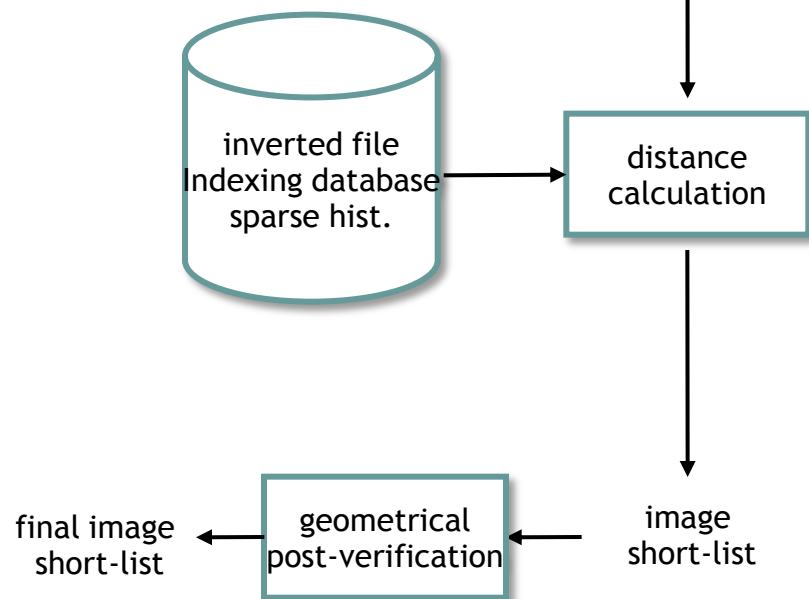 inverted file
Indexing database
sparse hist.
distance
calculation
final image
short-list
geometrical
post-verification
image
short-list